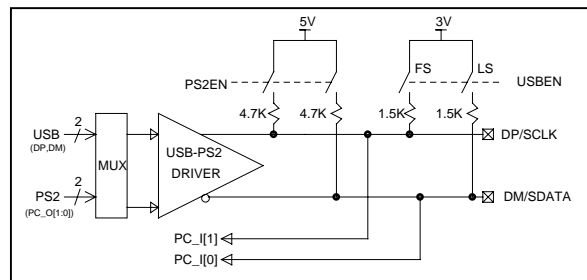 5V 3V
PS2EN FS LS USBEN
4.7K 4.7K 1.5K 1.5K
USB 2
(DP,DM)
MUX
USB-PS2
DRIVER
DP/SCLK
PS2 2
(PC_O[1:0])
DM/SDATA
PC_I[1]
PC_I[0]